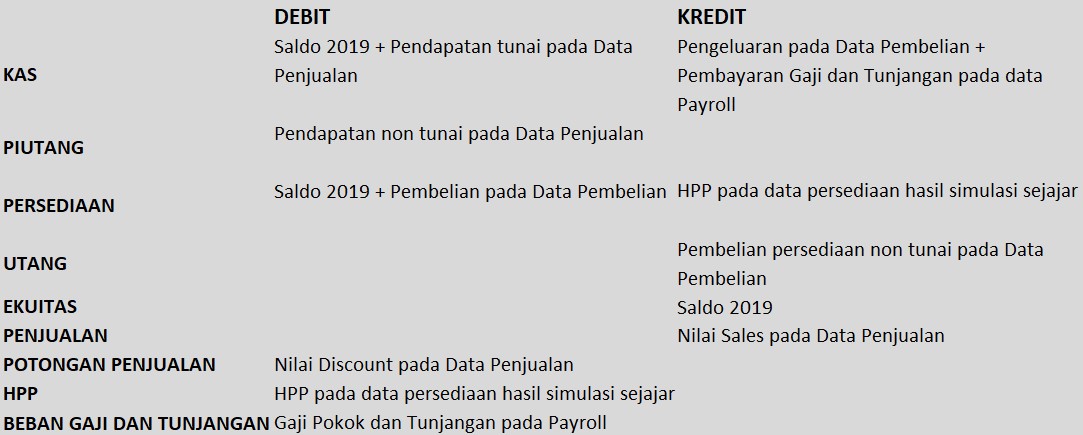 DEBIT KREDIT
Saldo 2019 + Pendapatan tunai pada Data Pengeluaran pada Data Pembelian +
KAS Penjualan Pembayaran Gaji dan Tunjangan pada data
Payroll
Pendapatan non tunai pada Data Penjualan
PIUTANG
Saldo 2019 + Pembelian pada Data Pembelian HPP pada data persediaan hasil simulasi sejajar
PERSEDIAAN
Pembelian persediaan non tunai pada Data
UTANG
Pembelian
EKUITAS Saldo 2019
PENJUALAN Nilai Sales pada Data Penjualan
POTONGAN PENJUALAN Nilai Discount pada Data Penjualan
HPP HPP pada data persediaan hasil simulasi sejajar
BEBAN GAJI DAN TUNJANGAN Gaji Pokok dan Tunjangan pada Payroll